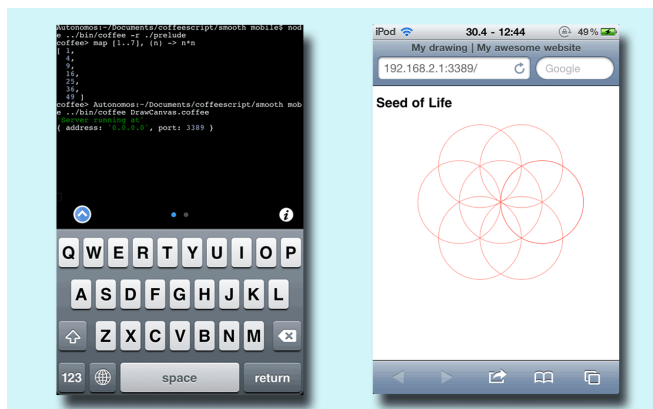 Autonomos:~/Documents/coffeescript/smooth mobile$ nod
e ../bin/coffee -r ./prelude
coffee> map [1..7], (n) -> n*n
[ 1,
4,
9,
16,
25,
36,
49 ]
coffee> Autonomos:~/Documents/coffeescript/smooth mob
e ../bin/coffee DrawCanvas.coffee
'Server running at'
{ address: '0.0.0.0', port: 3389 }
Q W E R T Y U I O P
A S D F G H J K L
Z X C V B N M
123 space return
iPod 30.4 - 12:44 49%
My drawing | My awesome website
192.168.2.1:3389/ Google
Seed of Life